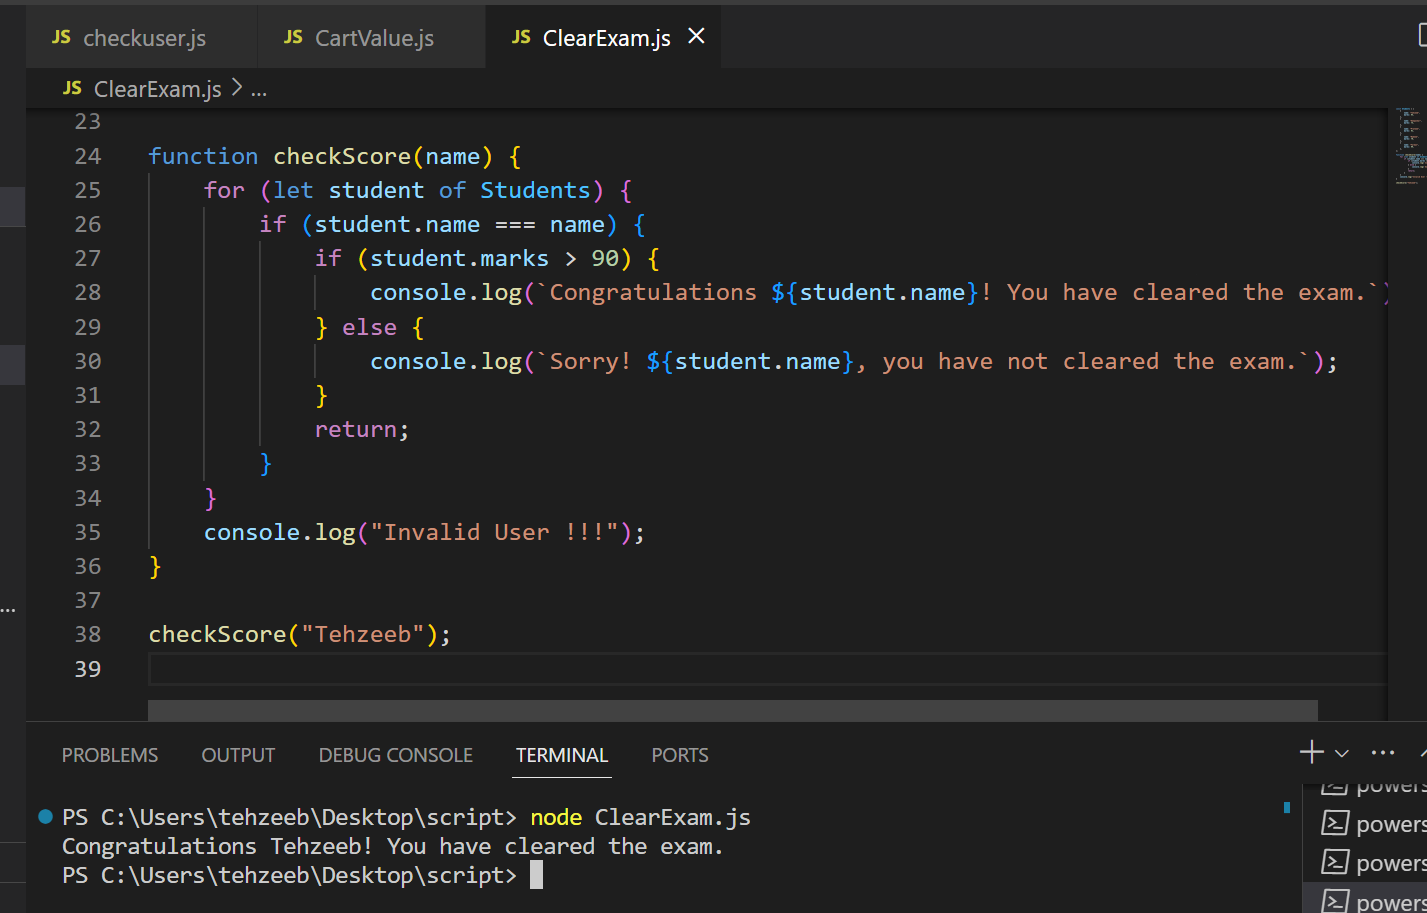 JS checkuser.js JS CartValue.js JS ClearExam.js
JS ClearExam.js > ...
23
24 function checkScore(name) {
25 for (let student of Students) {
26 if (student.name === name) {
27 if (student.marks > 90) {
28 console.log(`Congratulations ${student.name}! You have cleared the exam.`)
29 } else {
30 console.log(`Sorry! ${student.name}, you have not cleared the exam.`);
31 }
32 return;
33 }
34 }
35 console.log("Invalid User !!!");
36 }
37
38 checkScore("Tehzeeb");
39
PROBLEMS OUTPUT DEBUG CONSOLE TERMINAL PORTS
PS C:\Users\tehzeeb\Desktop\script> node ClearExam.js
Congratulations Tehzeeb! You have cleared the exam.
PS C:\Users\tehzeeb\Desktop\script>
powers
powers
powers
powers